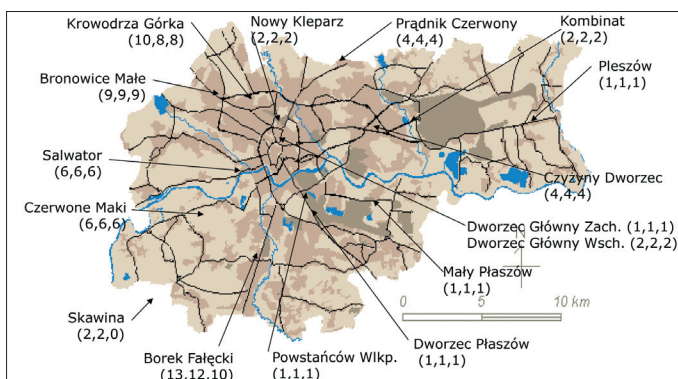 Krowodrza Górka
(10,8,8)
Nowy Kleparz
(2,2,2)
Prądnik Czerwony
(4,4,4)
Kombinat
(2,2,2)
Pleszów
(1,1,1)
Bronowice Małe
(9,9,9)
Salwator
(6,6,6)
Czyżyny Dworzec
(4,4,4)
Czerwone Maki
(6,6,6)
Dworzec Główny Zach. (1,1,1)
Dworzec Główny Wsch. (2,2,2)
N
Mały Płaszów
(1,1,1)
Skawina
(2,2,0)
0 5 10 km
Borek Fałęcki
(13,12,10)
Powstańców Wlkp.
(1,1,1)
Dworzec Płaszów
(1,1,1)